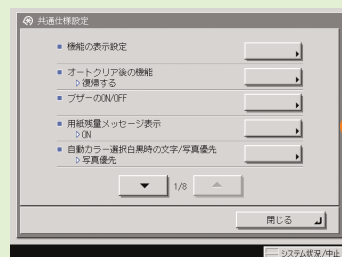 共通仕様設定
■ 機能の表示設定
■ オートクリア後の機能
▷復帰する
■ ブザーのON/OFF
■ 用紙残量メッセージ表示
▷ON
■ 自動カラー選択白黒時の文字/写真優先
▷写真優先
▼ 1/8 ▲
閉じる
システム状況/中止